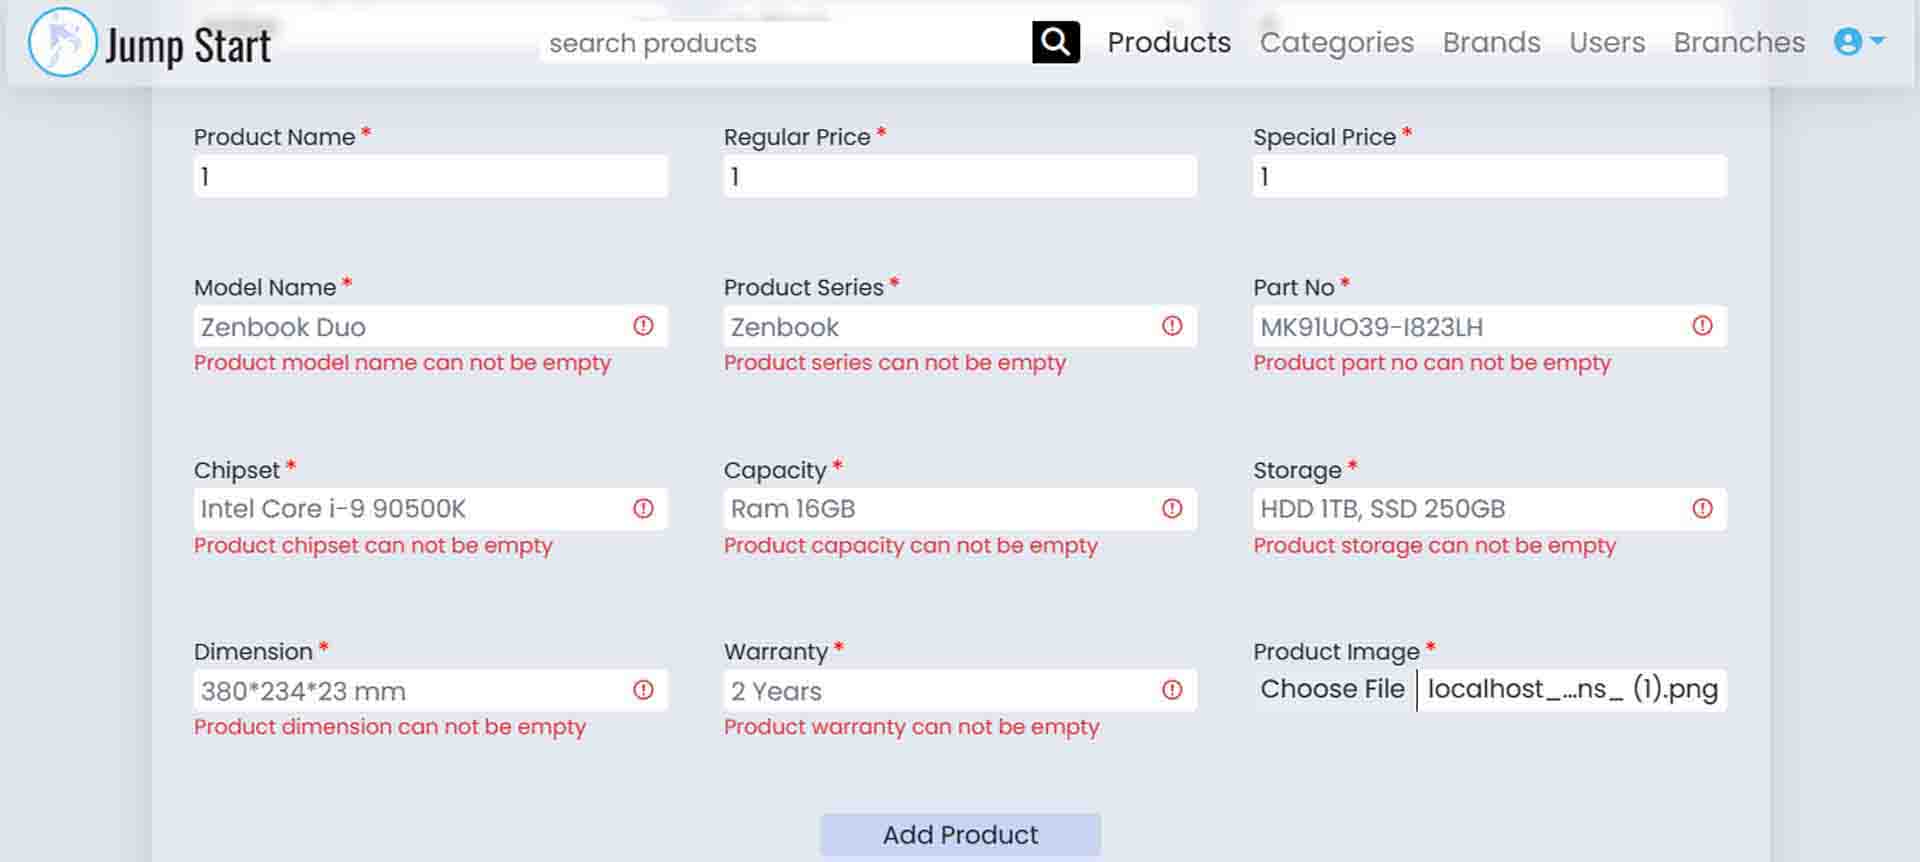 Jump Start
search products
Products Categories Brands Users Branches
Product Name * Regular Price * Special Price *
1 1 1
Model Name * Product Series * Part No *
Zenbook Duo Zenbook MK91UO39-I823LH
Product model name can not be empty Product series can not be empty Product part no can not be empty
Chipset * Capacity * Storage *
Intel Core i-9 90500K Ram 16GB HDD 1TB, SSD 250GB
Product chipset can not be empty Product capacity can not be empty Product storage can not be empty
Dimension * Warranty * Product Image *
380*234*23 mm 2 Years Choose File localhost_...ns_ (1).png
Product dimension can not be empty Product warranty can not be empty
Add Product